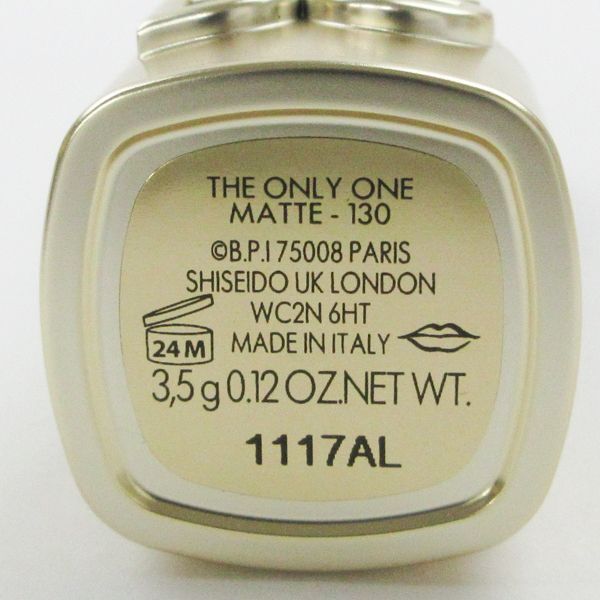 THE ONLY ONE
MATTE - 130
©B.P.I 75008 PARIS
SHISEIDO UK LONDON
WC2N 6HT
24 M
MADE IN ITALY
3,5 g 0.12 OZ.NET WT.
1117AL